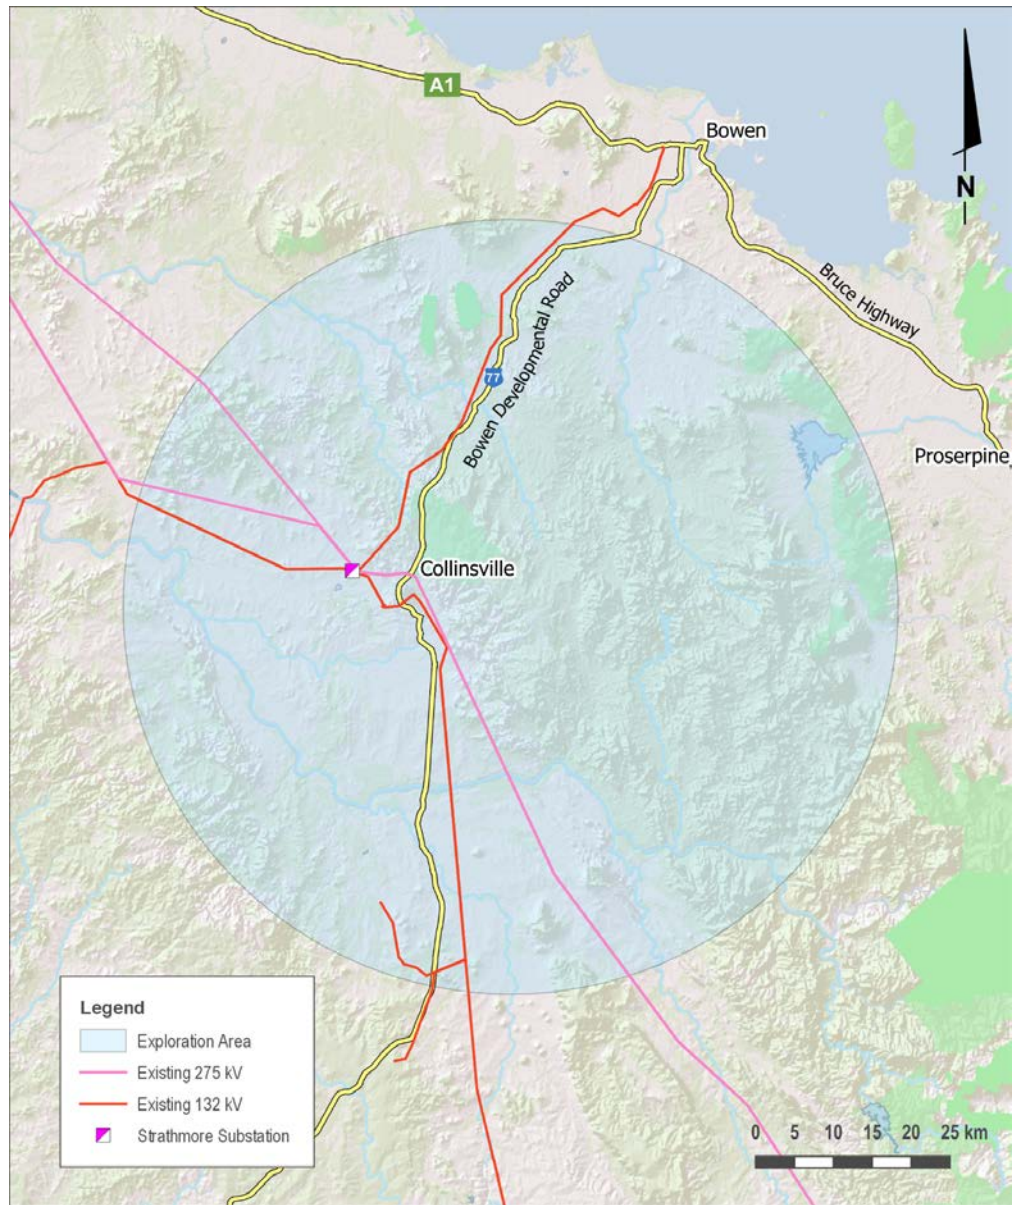 A1
Bowen
N
Bruce Highway
77
Bowen Developmental Road
Proserpine
Collinsville
Legend
Exploration Area
Existing 275 kV
Existing 132 kV
Strathmore Substation
0 5 10 15 20 25 km